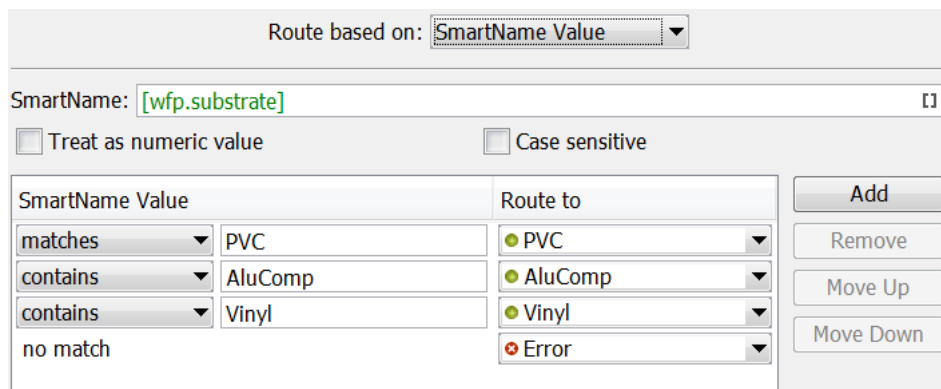 Route based on: SmartName Value
SmartName: [wfp.substrate] []
Treat as numeric value Case sensitive
SmartName Value Route to Add
matches PVC PVC Remove
contains AluComp AluComp Move Up
contains Vinyl Vinyl Move Down
no match Error